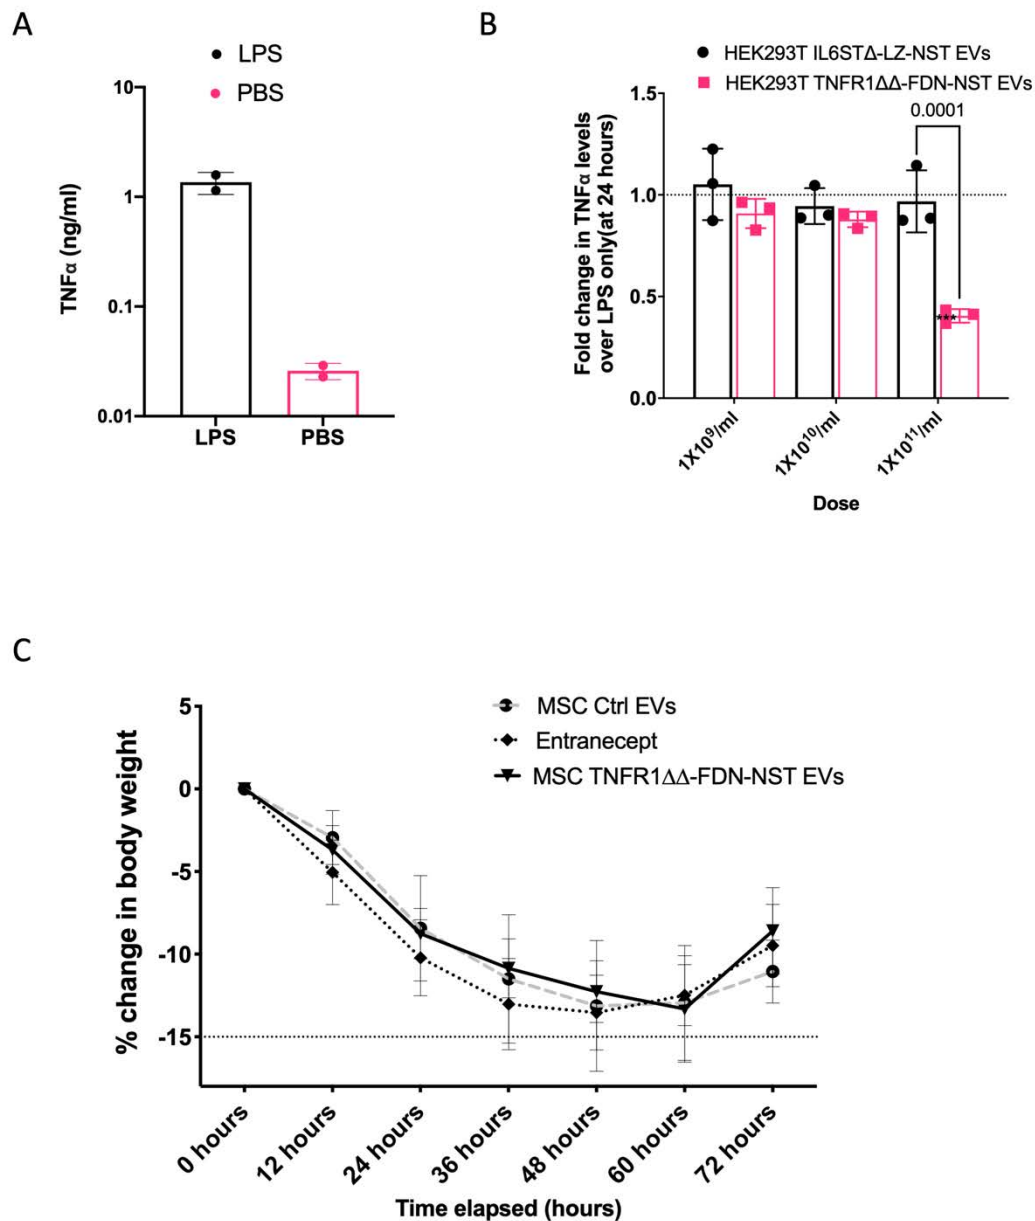 A
LPS
PBS
TNFα (ng/ml)
10
1
0.1
0.01
LPS
PBS
B
HEK293T IL6STΔ-LZ-NST EVs
HEK293T TNFR1ΔΔ-FDN-NST EVs
Fold change in TNFα levels
over LPS only(at 24 hours)
1.5
1.0
0.5
0.0
0.0001
***
1X10⁹/ml
1X10¹⁰/ml
1X10¹¹/ml
Dose
C
MSC Ctrl EVs
Entranecept
MSC TNFR1ΔΔ-FDN-NST EVs
% change in body weight
5
0
-5
-10
-15
0 hours
12 hours
24 hours
36 hours
48 hours
60 hours
72 hours
Time elapsed (hours)